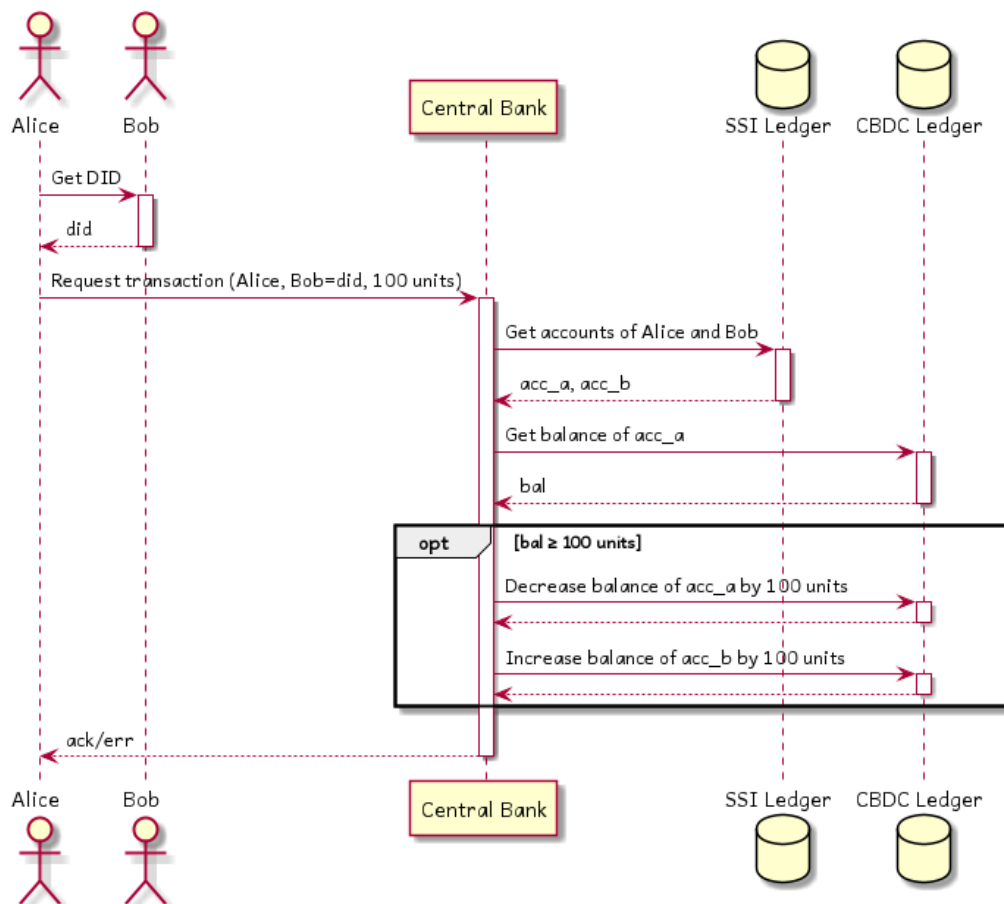 Alice
Bob
Central Bank
SSI Ledger
CBDC Ledger
Get DID
did
Request transaction (Alice, Bob=did, 100 units)
Get accounts of Alice and Bob
acc_a, acc_b
Get balance of acc_a
bal
opt
[bal ≥ 100 units]
Decrease balance of acc_a by 100 units
Increase balance of acc_b by 100 units
ack/err
Alice
Bob
Central Bank
SSI Ledger
CBDC Ledger